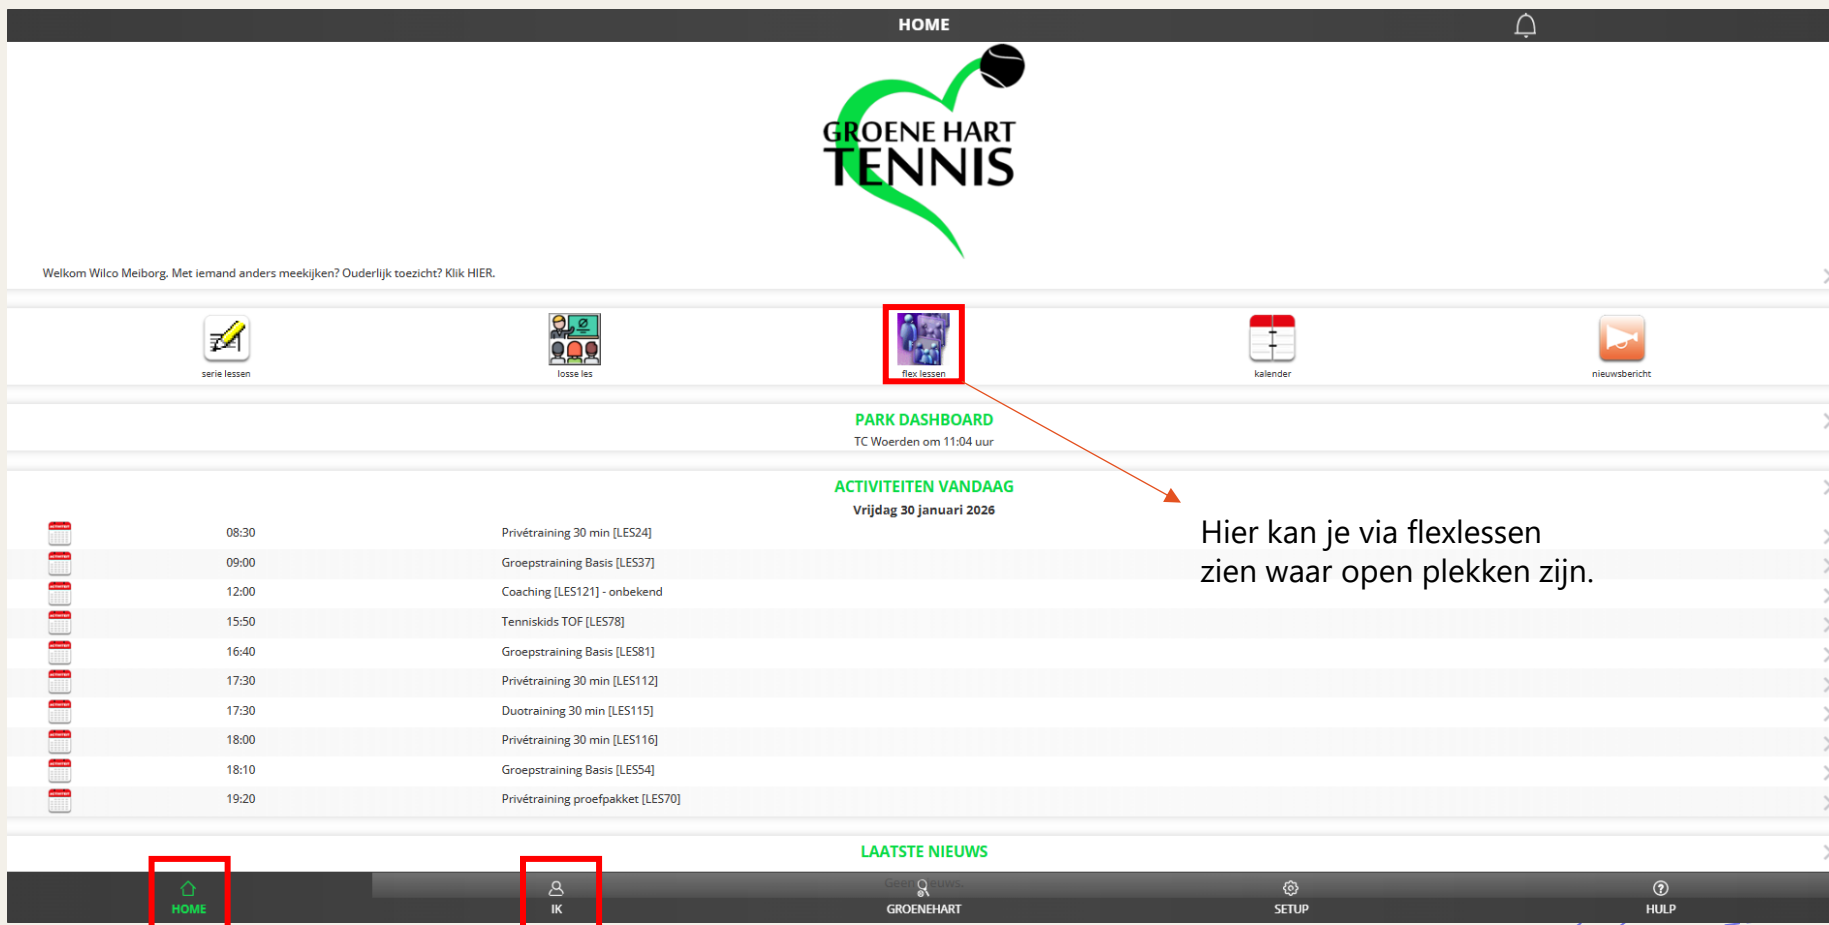 HOME
GROENE HART
TENNIS
Welkom Wilco Meiborg. Met iemand anders meekijken? Ouderlijk toezicht? Klik HIER.
serie lessen
losse les
flex lessen
kalender
nieuwsbericht
PARK DASHBOARD
TC Woerden om 11:04 uur
ACTIVITEITEN VANDAAG
Vrijdag 30 januari 2026
08:30 Privétraining 30 min [LES24]
09:00 Groepstraining Basis [LES37]
12:00 Coaching [LES121] - onbekend
15:50 Tenniskids TOF [LES78]
16:40 Groepstraining Basis [LES81]
17:30 Privétraining 30 min [LES112]
17:30 Duotraining 30 min [LES115]
18:00 Privétraining 30 min [LES116]
18:10 Groepstraining Basis [LES54]
19:20 Privétraining proefpakket [LES70]
Hier kan je via flexlessen
zien waar open plekken zijn.
LAATSTE NIEUWS
Geen nieuws.
HOME
IK
GROENEHART
SETUP
HULP